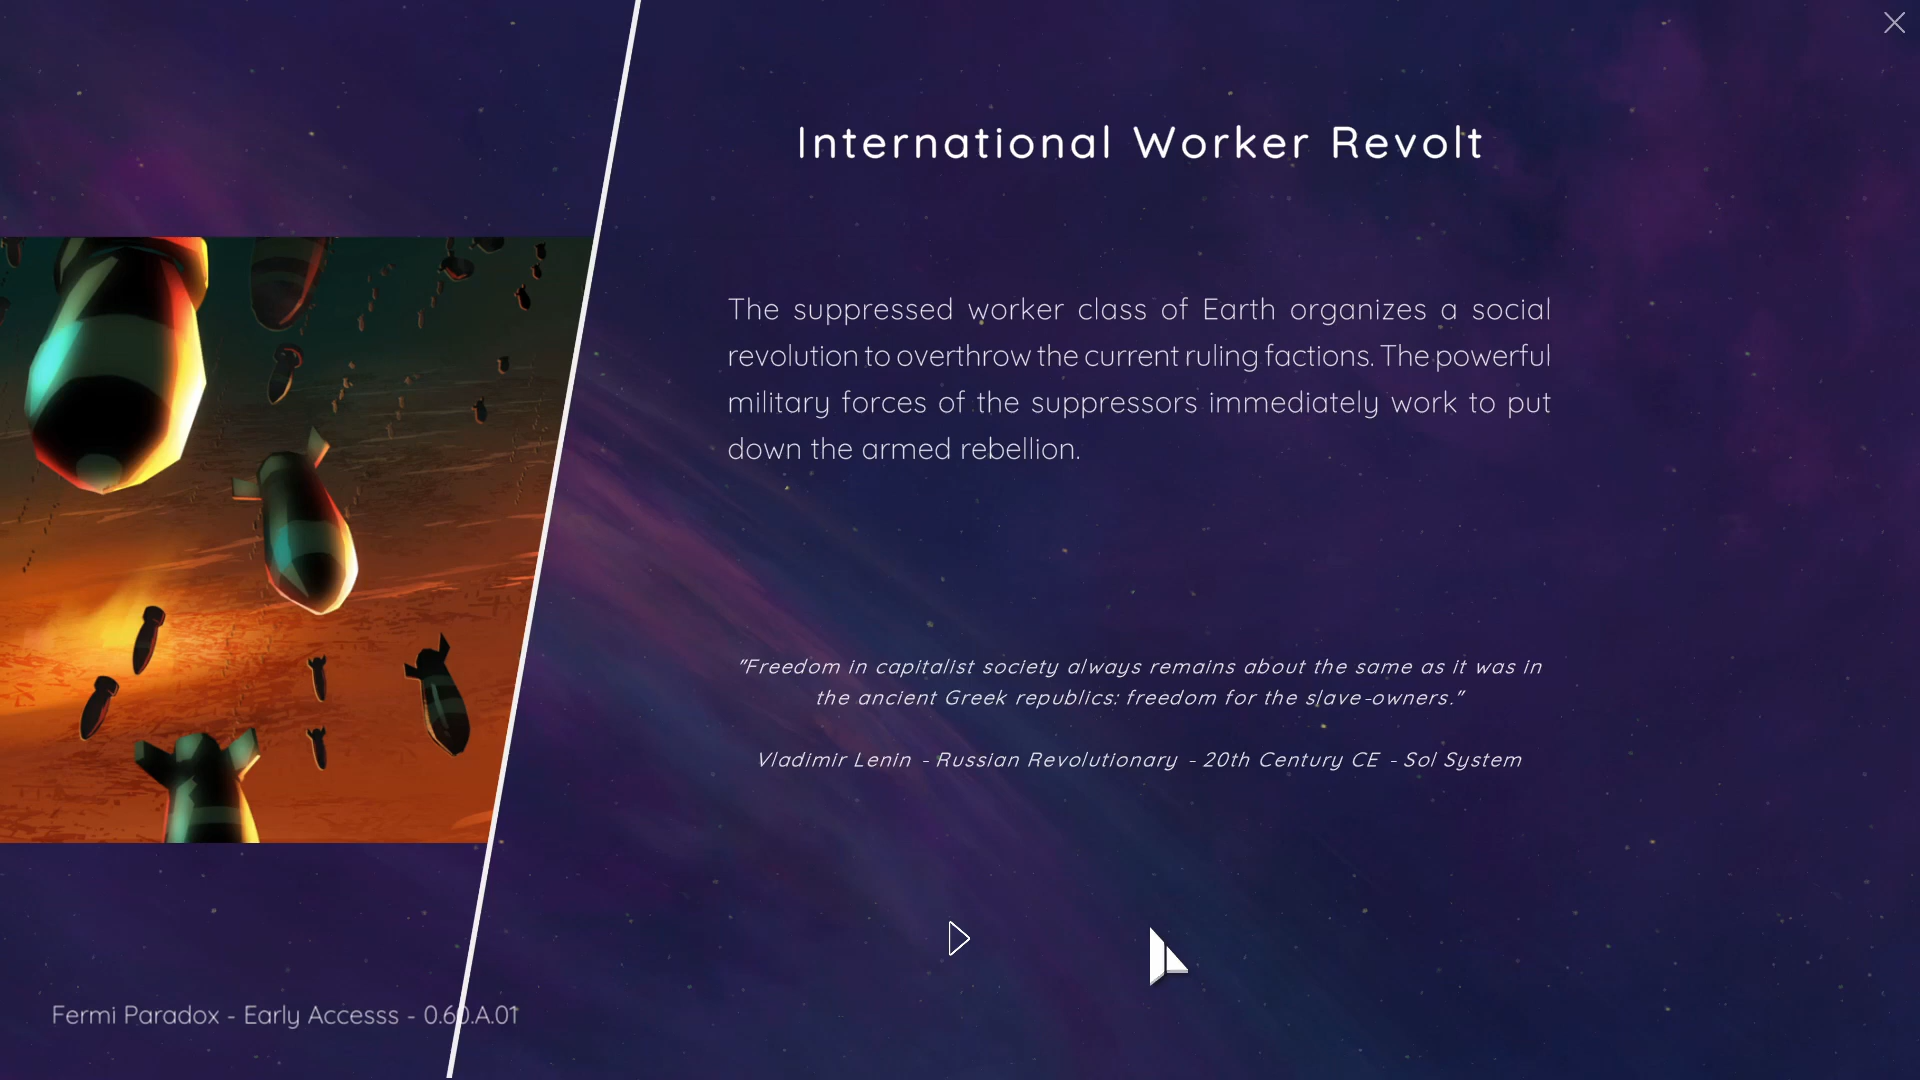 International Worker Revolt
The suppressed worker class of Earth organizes a social
revolution to overthrow the current ruling factions. The powerful
military forces of the suppressors immediately work to put
down the armed rebellion.
"Freedom in capitalist society always remains about the same as it was in
the ancient Greek republics: freedom for the slave-owners."
Vladimir Lenin - Russian Revolutionary - 20th Century CE - Sol System
Fermi Paradox - Early Accesss - 0.60.A.01